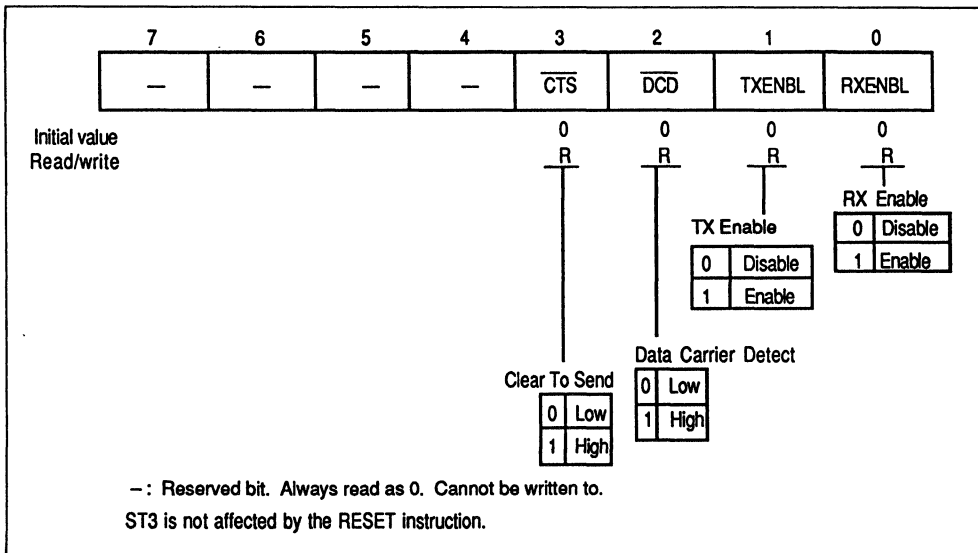 7 6 5 4 3 2 1 0
— — — — CTS DCD TXENBL RXENBL
Initial value 0 0 0 0
Read/write R R R R
RX Enable
0 Disable
1 Enable
TX Enable
0 Disable
1 Enable
Data Carrier Detect
0 Low
1 High
Clear To Send
0 Low
1 High
– : Reserved bit. Always read as 0. Cannot be written to.
ST3 is not affected by the RESET instruction.